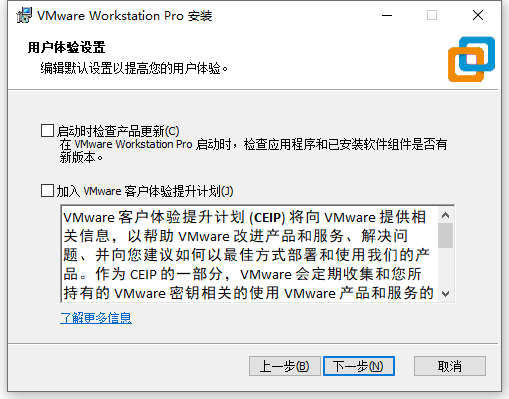 VMware Workstation Pro 安装
用户体验设置
编辑默认设置以提高您的用户体验。
启动时检查产品更新(C)
在 VMware Workstation Pro 启动时，检查应用程序和已安装软件组件是否有
新版本。
加入 VMware 客户体验提升计划(J)
VMware 客户体验提升计划 (CEIP) 将向 VMware 提供相
关信息，以帮助 VMware 改进产品和服务、解决问
题、并向您建议如何以最佳方式部署和使用我们的产
品。作为 CEIP 的一部分，VMware 会定期收集和您所
持有的 VMware 密钥相关的使用 VMware 产品和服务的
了解更多信息
上一步(B) 下一步(N) 取消